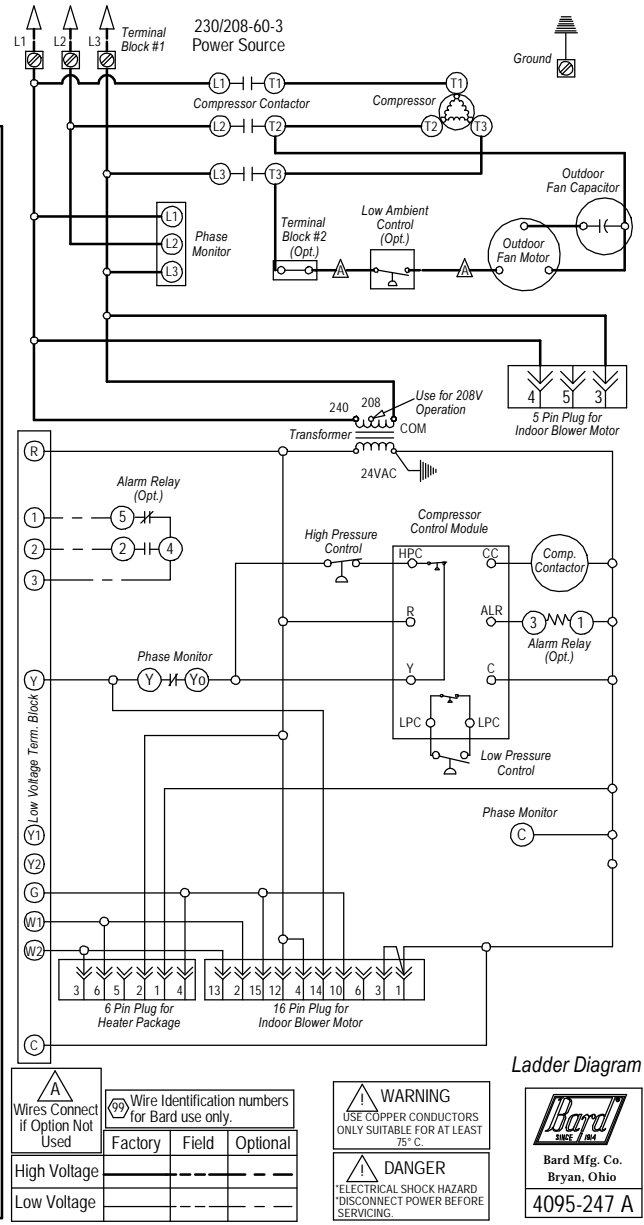 L1
L2
L3
Terminal
Block #1
230/208-60-3
Power Source
Ground
L1
T1
T1
Compressor Contactor
Compressor
L2
T2
T2
T3
L3
T3
Outdoor
Fan Capacitor
L1
L2
L3
Phase
Monitor
Terminal
Block #2
(Opt.)
Low Ambient
Control
(Opt.)
A
A
Outdoor
Fan Motor
4
5
3
5 Pin Plug for
Indoor Blower Motor
240
208
Use for 208V
Operation
Transformer
COM
24VAC
R
Alarm Relay
(Opt.)
1
5
2
2
4
3
High Pressure
Control
Compressor
Control Module
HPC
CC
Comp.
Contactor
R
ALR
3
1
Alarm Relay
(Opt.)
Phase Monitor
Y
Y
Yo
Y
C
LPC
LPC
Low Pressure
Control
Low Voltage Term. Block
Phase Monitor
C
Y1
Y2
G
W1
W2
3
6
5
2
1
4
13
2
15
12
4
14
10
6
3
1
6 Pin Plug for
Heater Package
16 Pin Plug for
Indoor Blower Motor
C
Ladder Diagram
A
Wires Connect
if Option Not
Used
99
Wire Identification numbers
for Bard use only.
Factory
Field
Optional
High Voltage
Low Voltage
! WARNING
USE COPPER CONDUCTORS
ONLY SUITABLE FOR AT LEAST
75° C.
! DANGER
*ELECTRICAL SHOCK HAZARD
*DISCONNECT POWER BEFORE
SERVICING.
Bard ®
SINCE 1914
Bard Mfg. Co.
Bryan, Ohio
4095-247 A